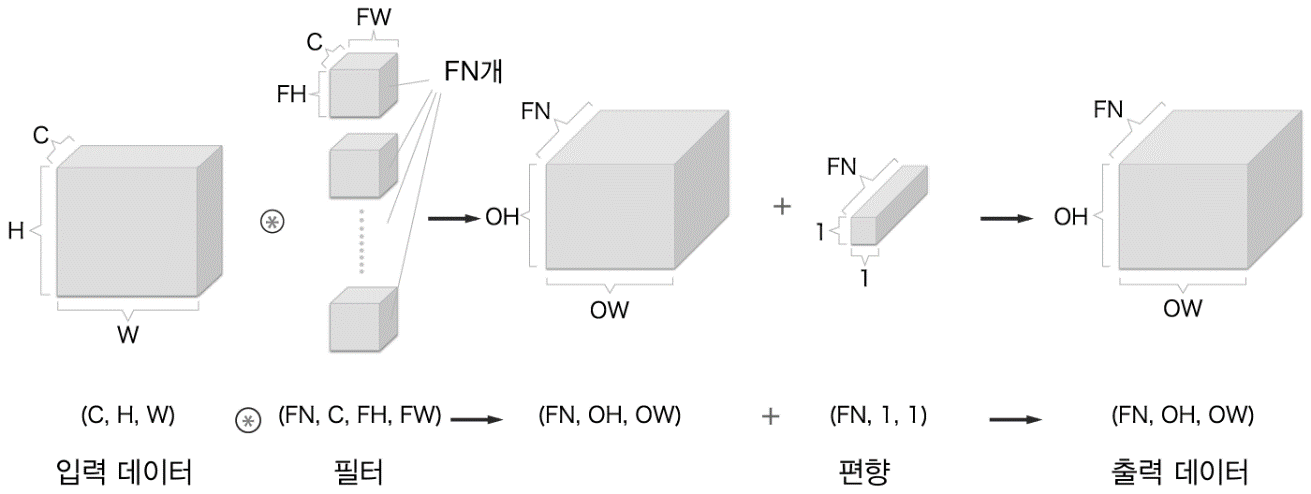 FW
C
FH
FN개
C
H
W
⊛
FN
OH
OW
+
FN
1
1
FN
OH
OW
(C, H, W) ⊛ (FN, C, FH, FW) → (FN, OH, OW) + (FN, 1, 1) → (FN, OH, OW)
입력 데이터 필터 편향 출력 데이터